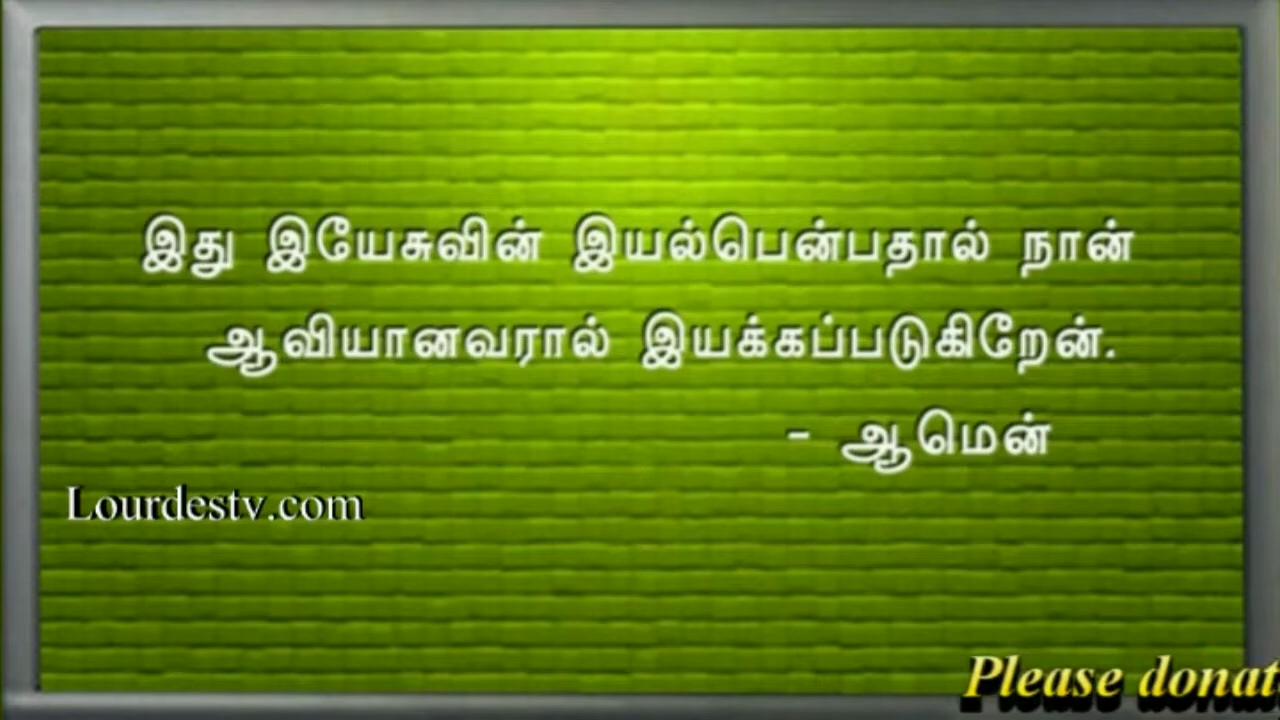 இது இயேசுவின் இயல்பென்பதால் நான்
ஆவியானவரால் இயக்கப்படுகிறேன்.
- ஆமென்
Lourdestv.com
Please donat